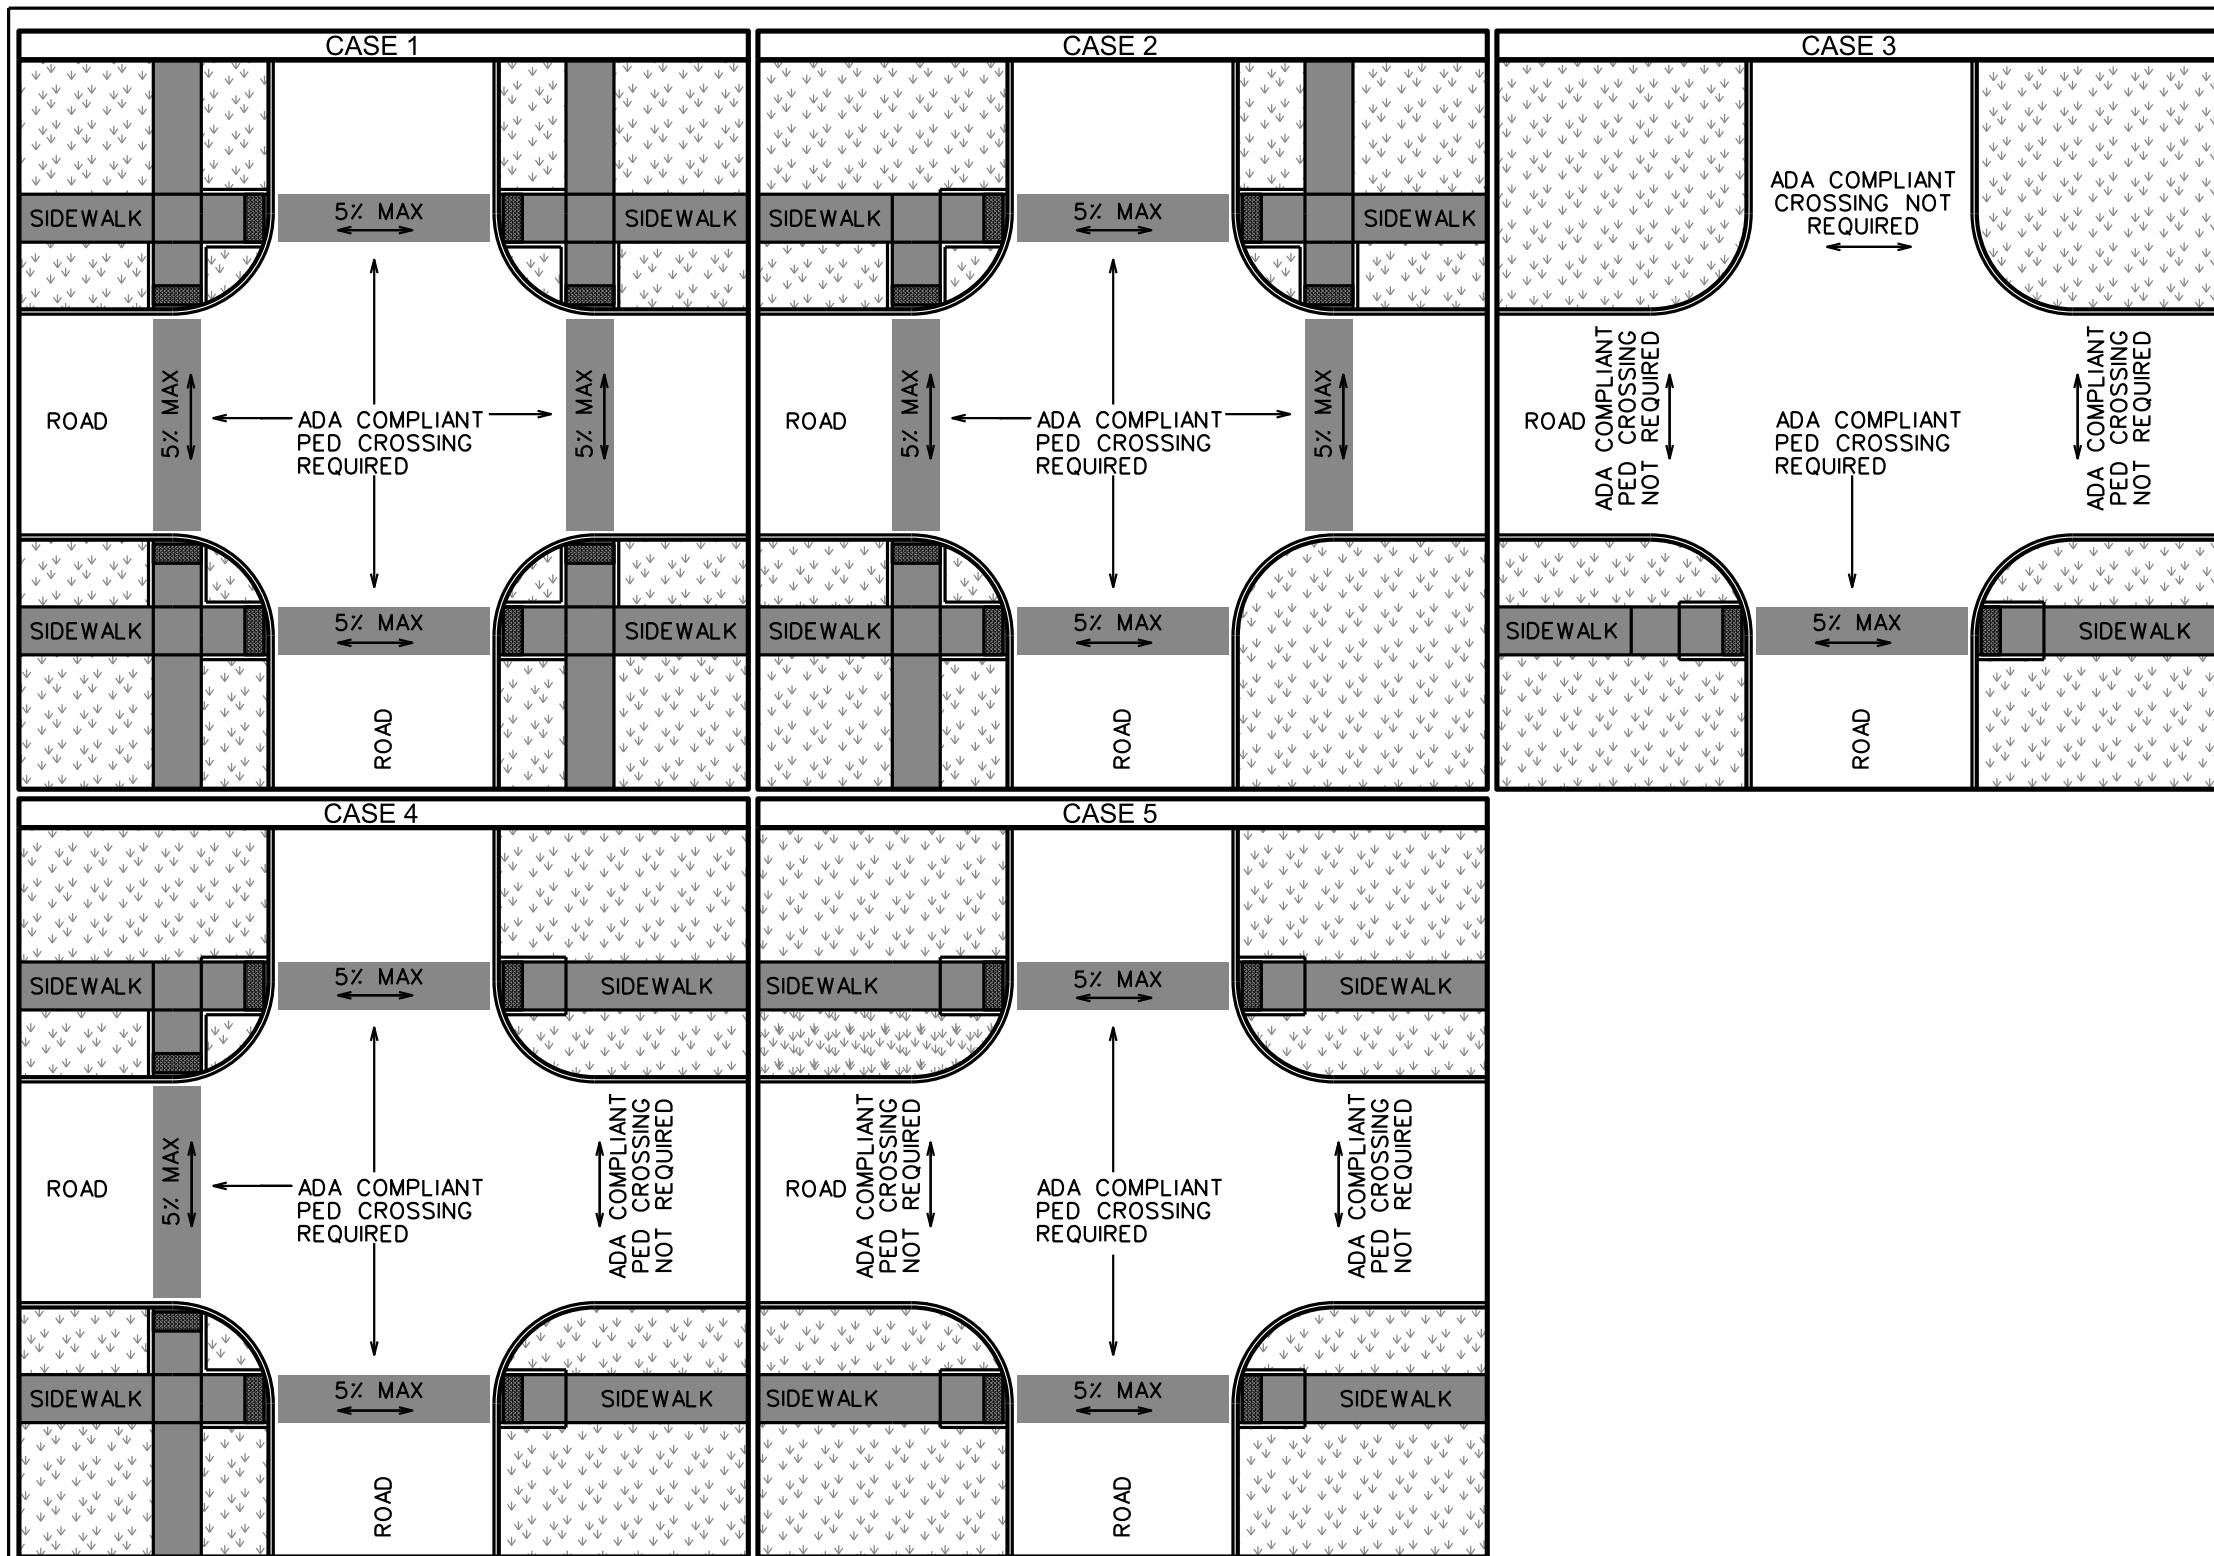 CASE 1
SIDEWALK
5% MAX
SIDEWALK
ROAD
5% MAX
ADA COMPLIANT
PED CROSSING
REQUIRED
5% MAX
SIDEWALK
5% MAX
SIDEWALK
ROAD
CASE 2
SIDEWALK
5% MAX
SIDEWALK
ROAD
5% MAX
ADA COMPLIANT
PED CROSSING
REQUIRED
5% MAX
SIDEWALK
5% MAX
ROAD
CASE 3
ADA COMPLIANT
CROSSING NOT
REQUIRED
ROAD
ADA COMPLIANT
PED CROSSING
NOT REQUIRED
ADA COMPLIANT
PED CROSSING
REQUIRED
ADA COMPLIANT
PED CROSSING
NOT REQUIRED
SIDEWALK
5% MAX
SIDEWALK
ROAD
CASE 4
SIDEWALK
5% MAX
SIDEWALK
ROAD
5% MAX
ADA COMPLIANT
PED CROSSING
REQUIRED
ADA COMPLIANT
PED CROSSING
NOT REQUIRED
SIDEWALK
5% MAX
SIDEWALK
ROAD
CASE 5
SIDEWALK
5% MAX
SIDEWALK
ROAD
ADA COMPLIANT
PED CROSSING
NOT REQUIRED
ADA COMPLIANT
PED CROSSING
REQUIRED
ADA COMPLIANT
PED CROSSING
NOT REQUIRED
SIDEWALK
5% MAX
SIDEWALK
ROAD